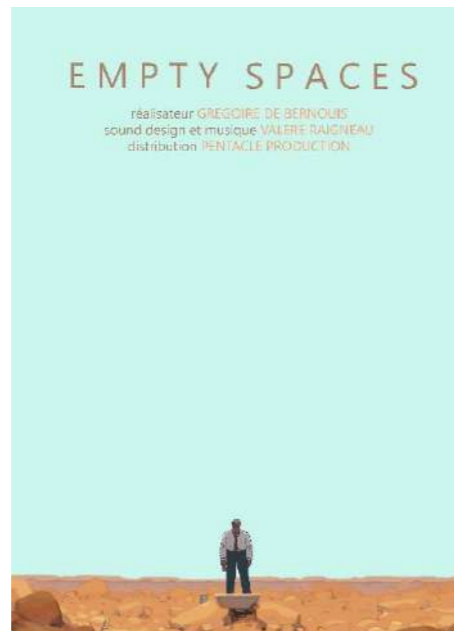 EMPTY SPACES
réalisateur GREGOIRE DE BERNOUIS
sound design et musique VALERE RAIGNEAU
distribution PENTACLE PRODUCTION